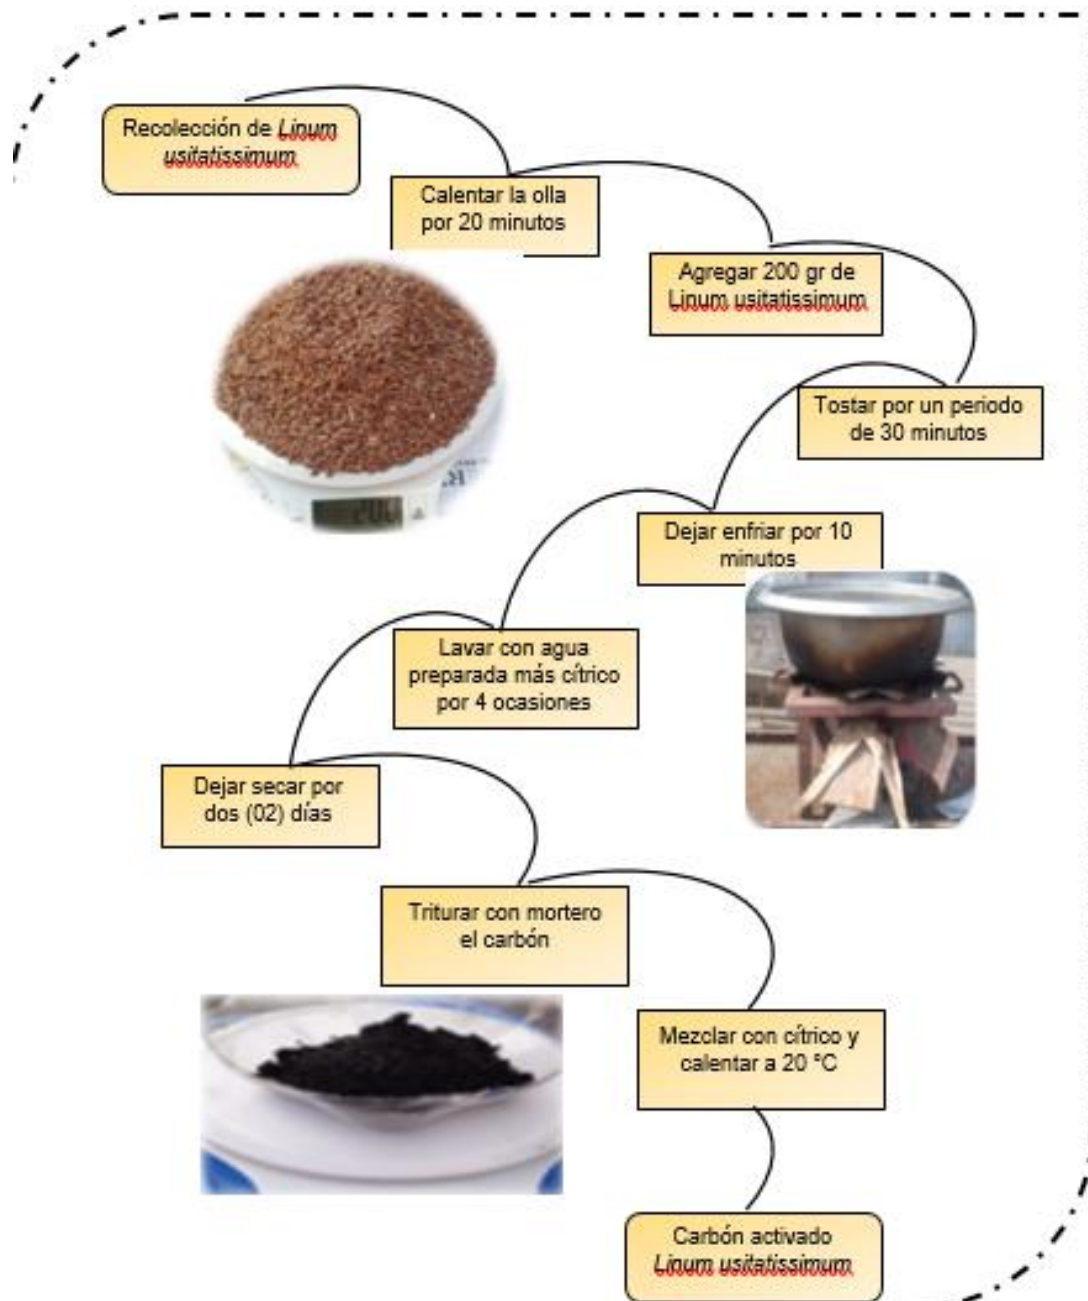 Recolección de Linum
usitatissimum
Calentar la olla
por 20 minutos
Agregar 200 gr de
Linum usitatissimum
Tostar por un periodo
de 30 minutos
Dejar enfriar por 10
minutos
Lavar con agua
preparada más cítrico
por 4 ocasiones
Dejar secar por
dos (02) días
Triturar con mortero
el carbón
Mezclar con cítrico y
calentar a 20 °C
Carbón activado
Linum usitatissimum